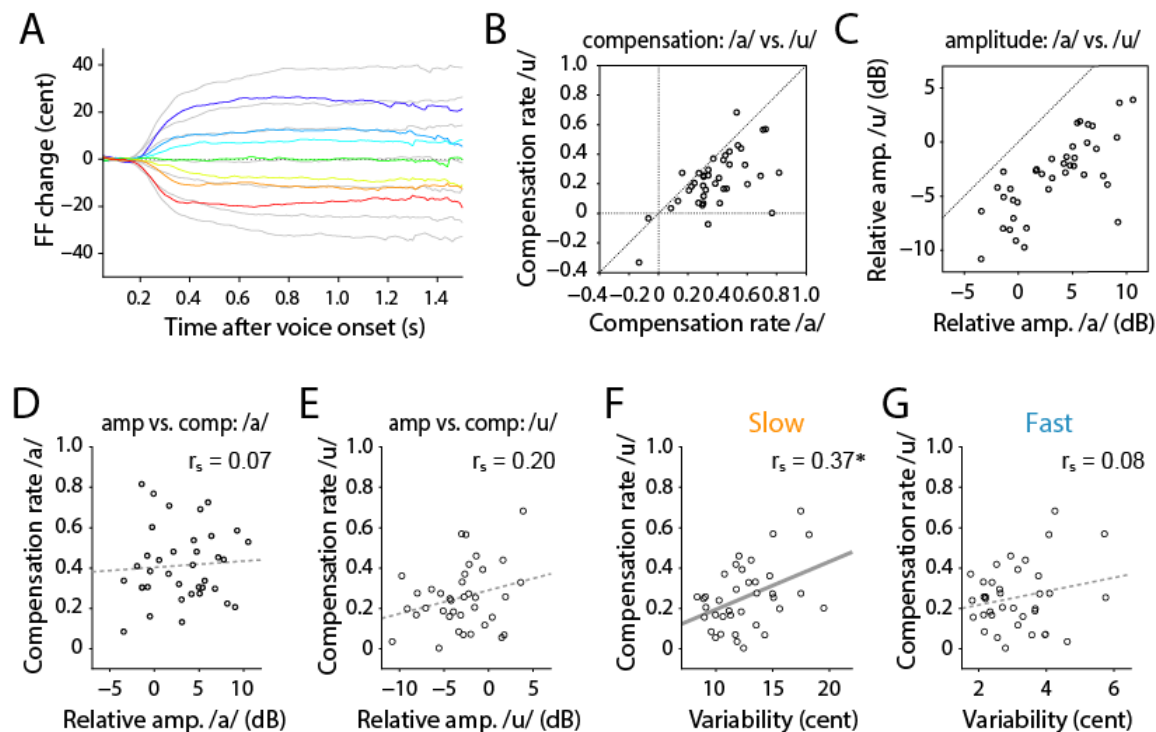 A
FF change (cent)
40
20
0
−20
−40
0.2 0.4 0.6 0.8 1.0 1.2 1.4
Time after voice onset (s)
B
compensation: /a/ vs. /u/
Compensation rate /u/
1.0
0.8
0.6
0.4
0.2
0
−0.2
−0.4
−0.4 −0.2 0 0.2 0.4 0.6 0.8 1.0
Compensation rate /a/
C
amplitude: /a/ vs. /u/
Relative amp. /u/ (dB)
5
0
−5
−10
−5 0 5 10
Relative amp. /a/ (dB)
D
amp vs. comp: /a/
rs = 0.07
Compensation rate /a/
1.0
0.8
0.6
0.4
0.2
0
−5 0 5 10
Relative amp. /a/ (dB)
E
amp vs. comp: /u/
rs = 0.20
Compensation rate /u/
1.0
0.8
0.6
0.4
0.2
0
−10 −5 0 5
Relative amp. /u/ (dB)
F
Slow
rs = 0.37*
Compensation rate /u/
1.0
0.8
0.6
0.4
0.2
0
10 15 20
Variability (cent)
G
Fast
rs = 0.08
Compensation rate /u/
1.0
0.8
0.6
0.4
0.2
0
2 4 6
Variability (cent)